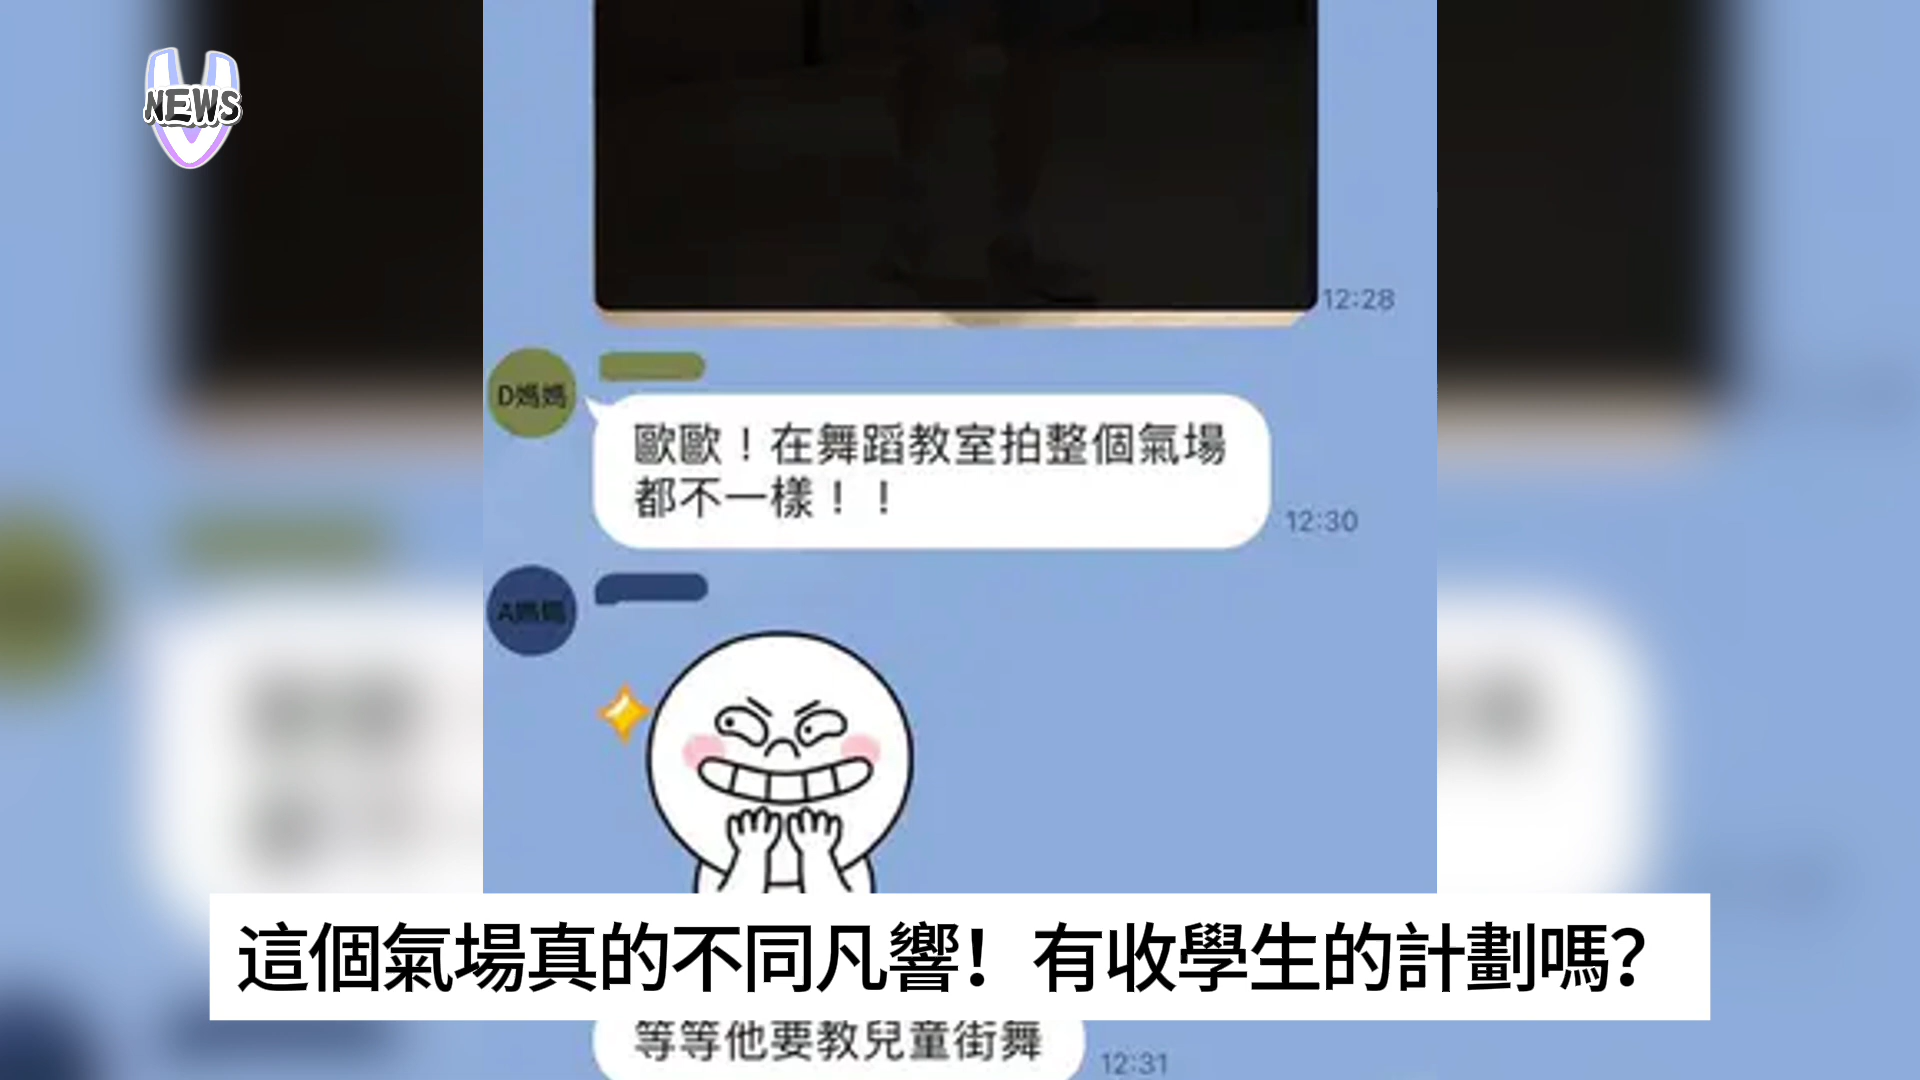 NEWS
12:28
D媽媽
歐歐！在舞蹈教室拍整個氣場
都不一樣！！
12:30
A媽媽
這個氣場真的不同凡響！有收學生的計劃嗎？
等等他要教兒童街舞
12:31